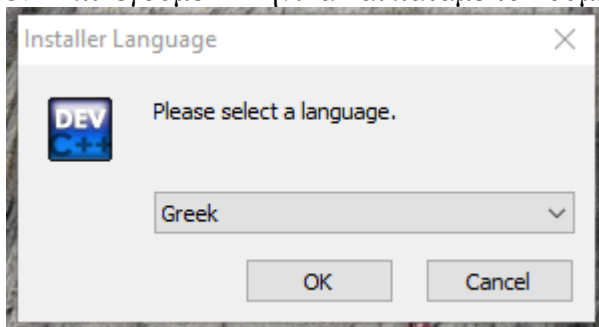 Installer Language
DEV
C++
Please select a language.
Greek
OK
Cancel